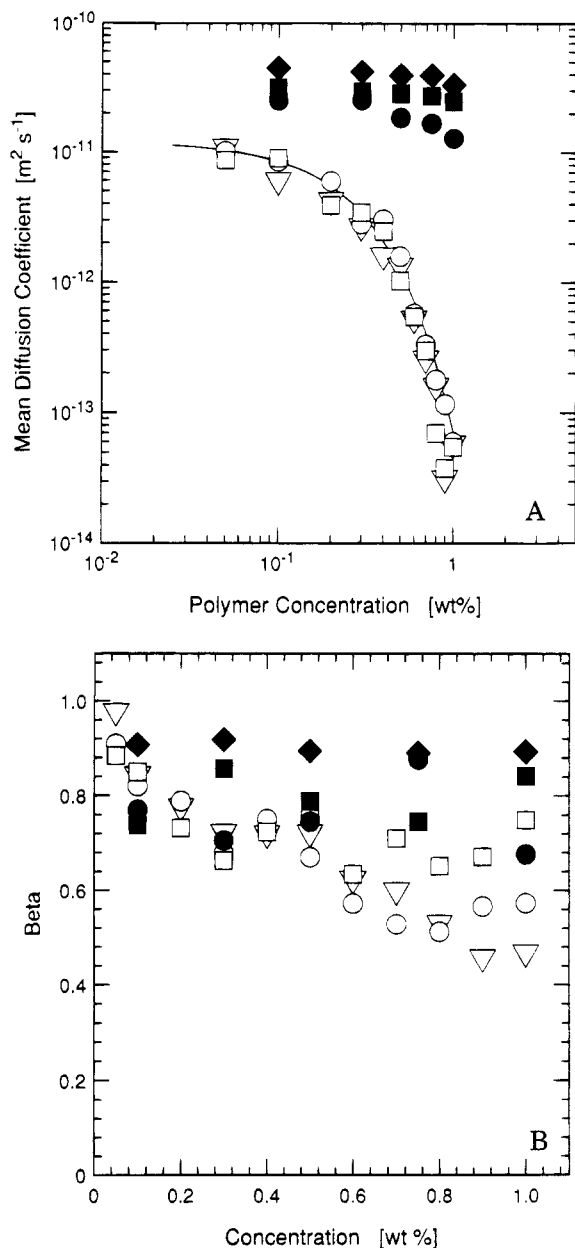 10⁻¹⁰
10⁻¹¹
10⁻¹²
10⁻¹³
10⁻¹⁴
Mean Diffusion Coefficient [m² s⁻¹]
A
10⁻² 10⁻¹ 1
Polymer Concentration [wt%]
1.0
0.8
0.6
0.4
0.2
0
Beta
B
0 0.2 0.4 0.6 0.8 1.0
Concentration [wt %]